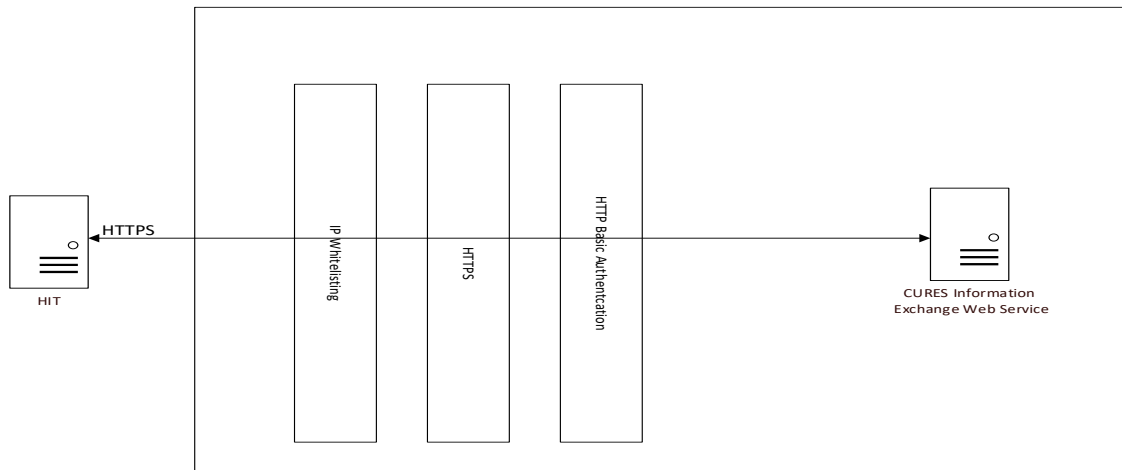 HTTPS
HIT
IP Whitelisting
HTTPS
HTTP Basic Authentcation
CURES Information
Exchange Web Service